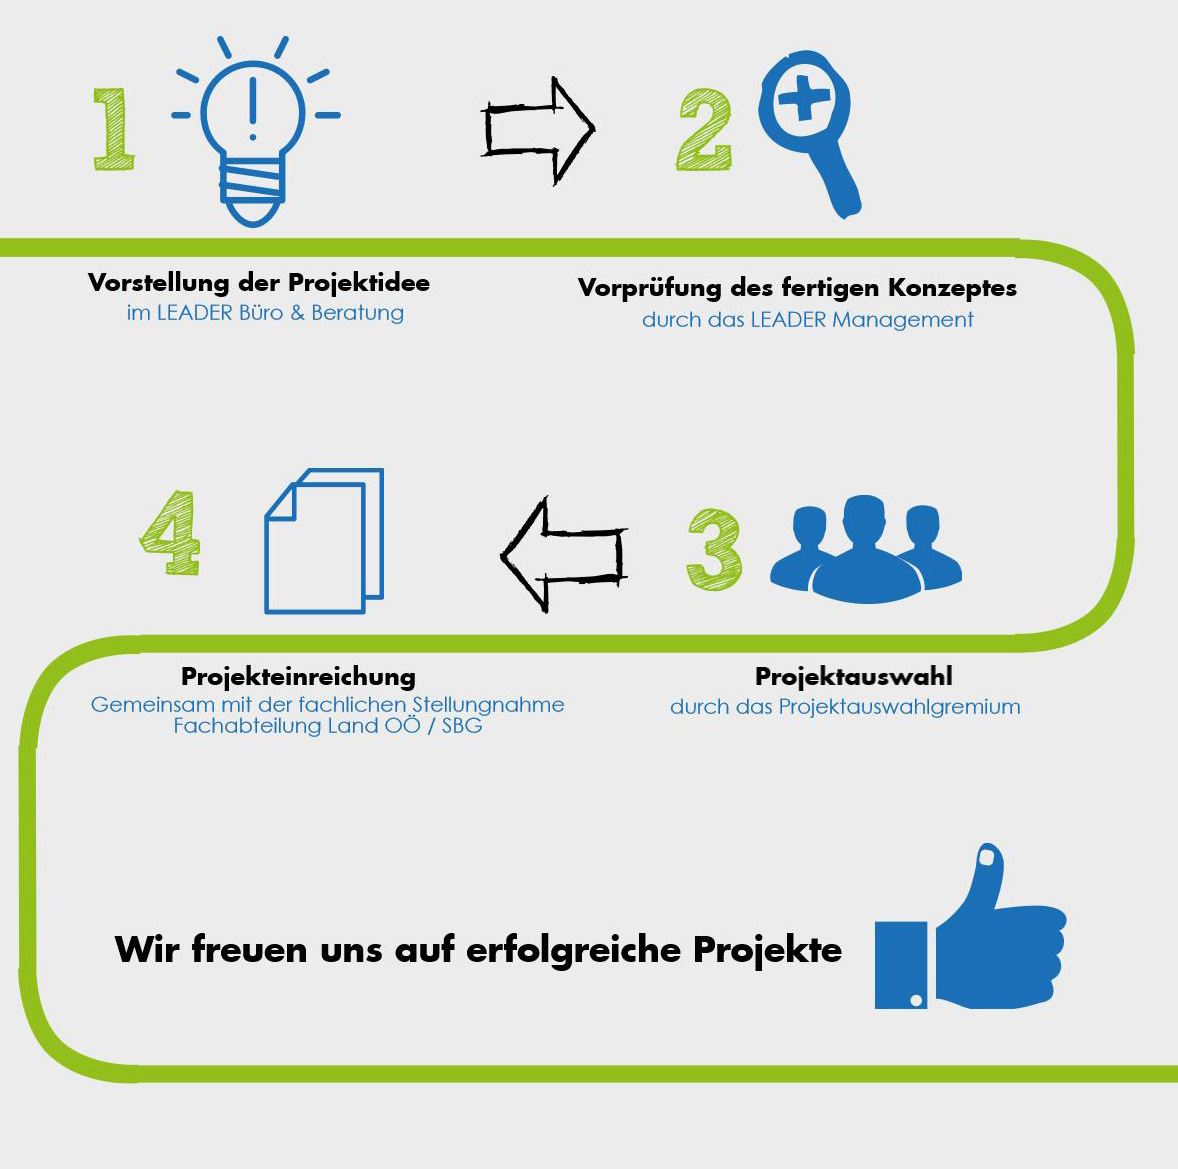 1
2
Vorstellung der Projektidee
im LEADER Büro & Beratung
Vorprüfung des fertigen Konzeptes
durch das LEADER Management
3
Projektauswahl
durch das Projektauswahlgremium
4
Projekteinreichung
Gemeinsam mit der fachlichen Stellungnahme
Fachabteilung Land OÖ / SBG
Wir freuen uns auf erfolgreiche Projekte